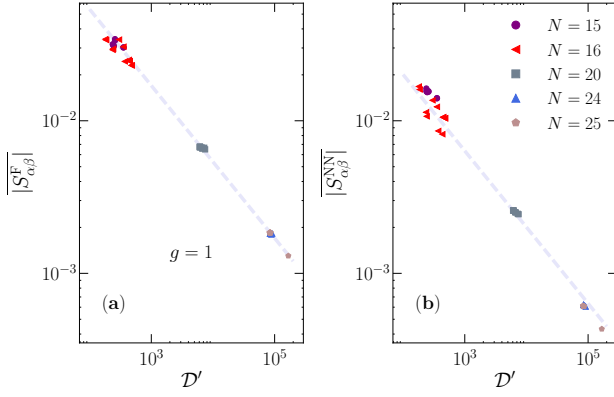 |S^F_{αβ}|
10^{-2}
10^{-3}
10^3
10^5
𝒟′
g = 1
(a)
|S^{NN}_{αβ}|
10^{-2}
10^{-3}
10^3
10^5
𝒟′
(b)
N = 15
N = 16
N = 20
N = 24
N = 25